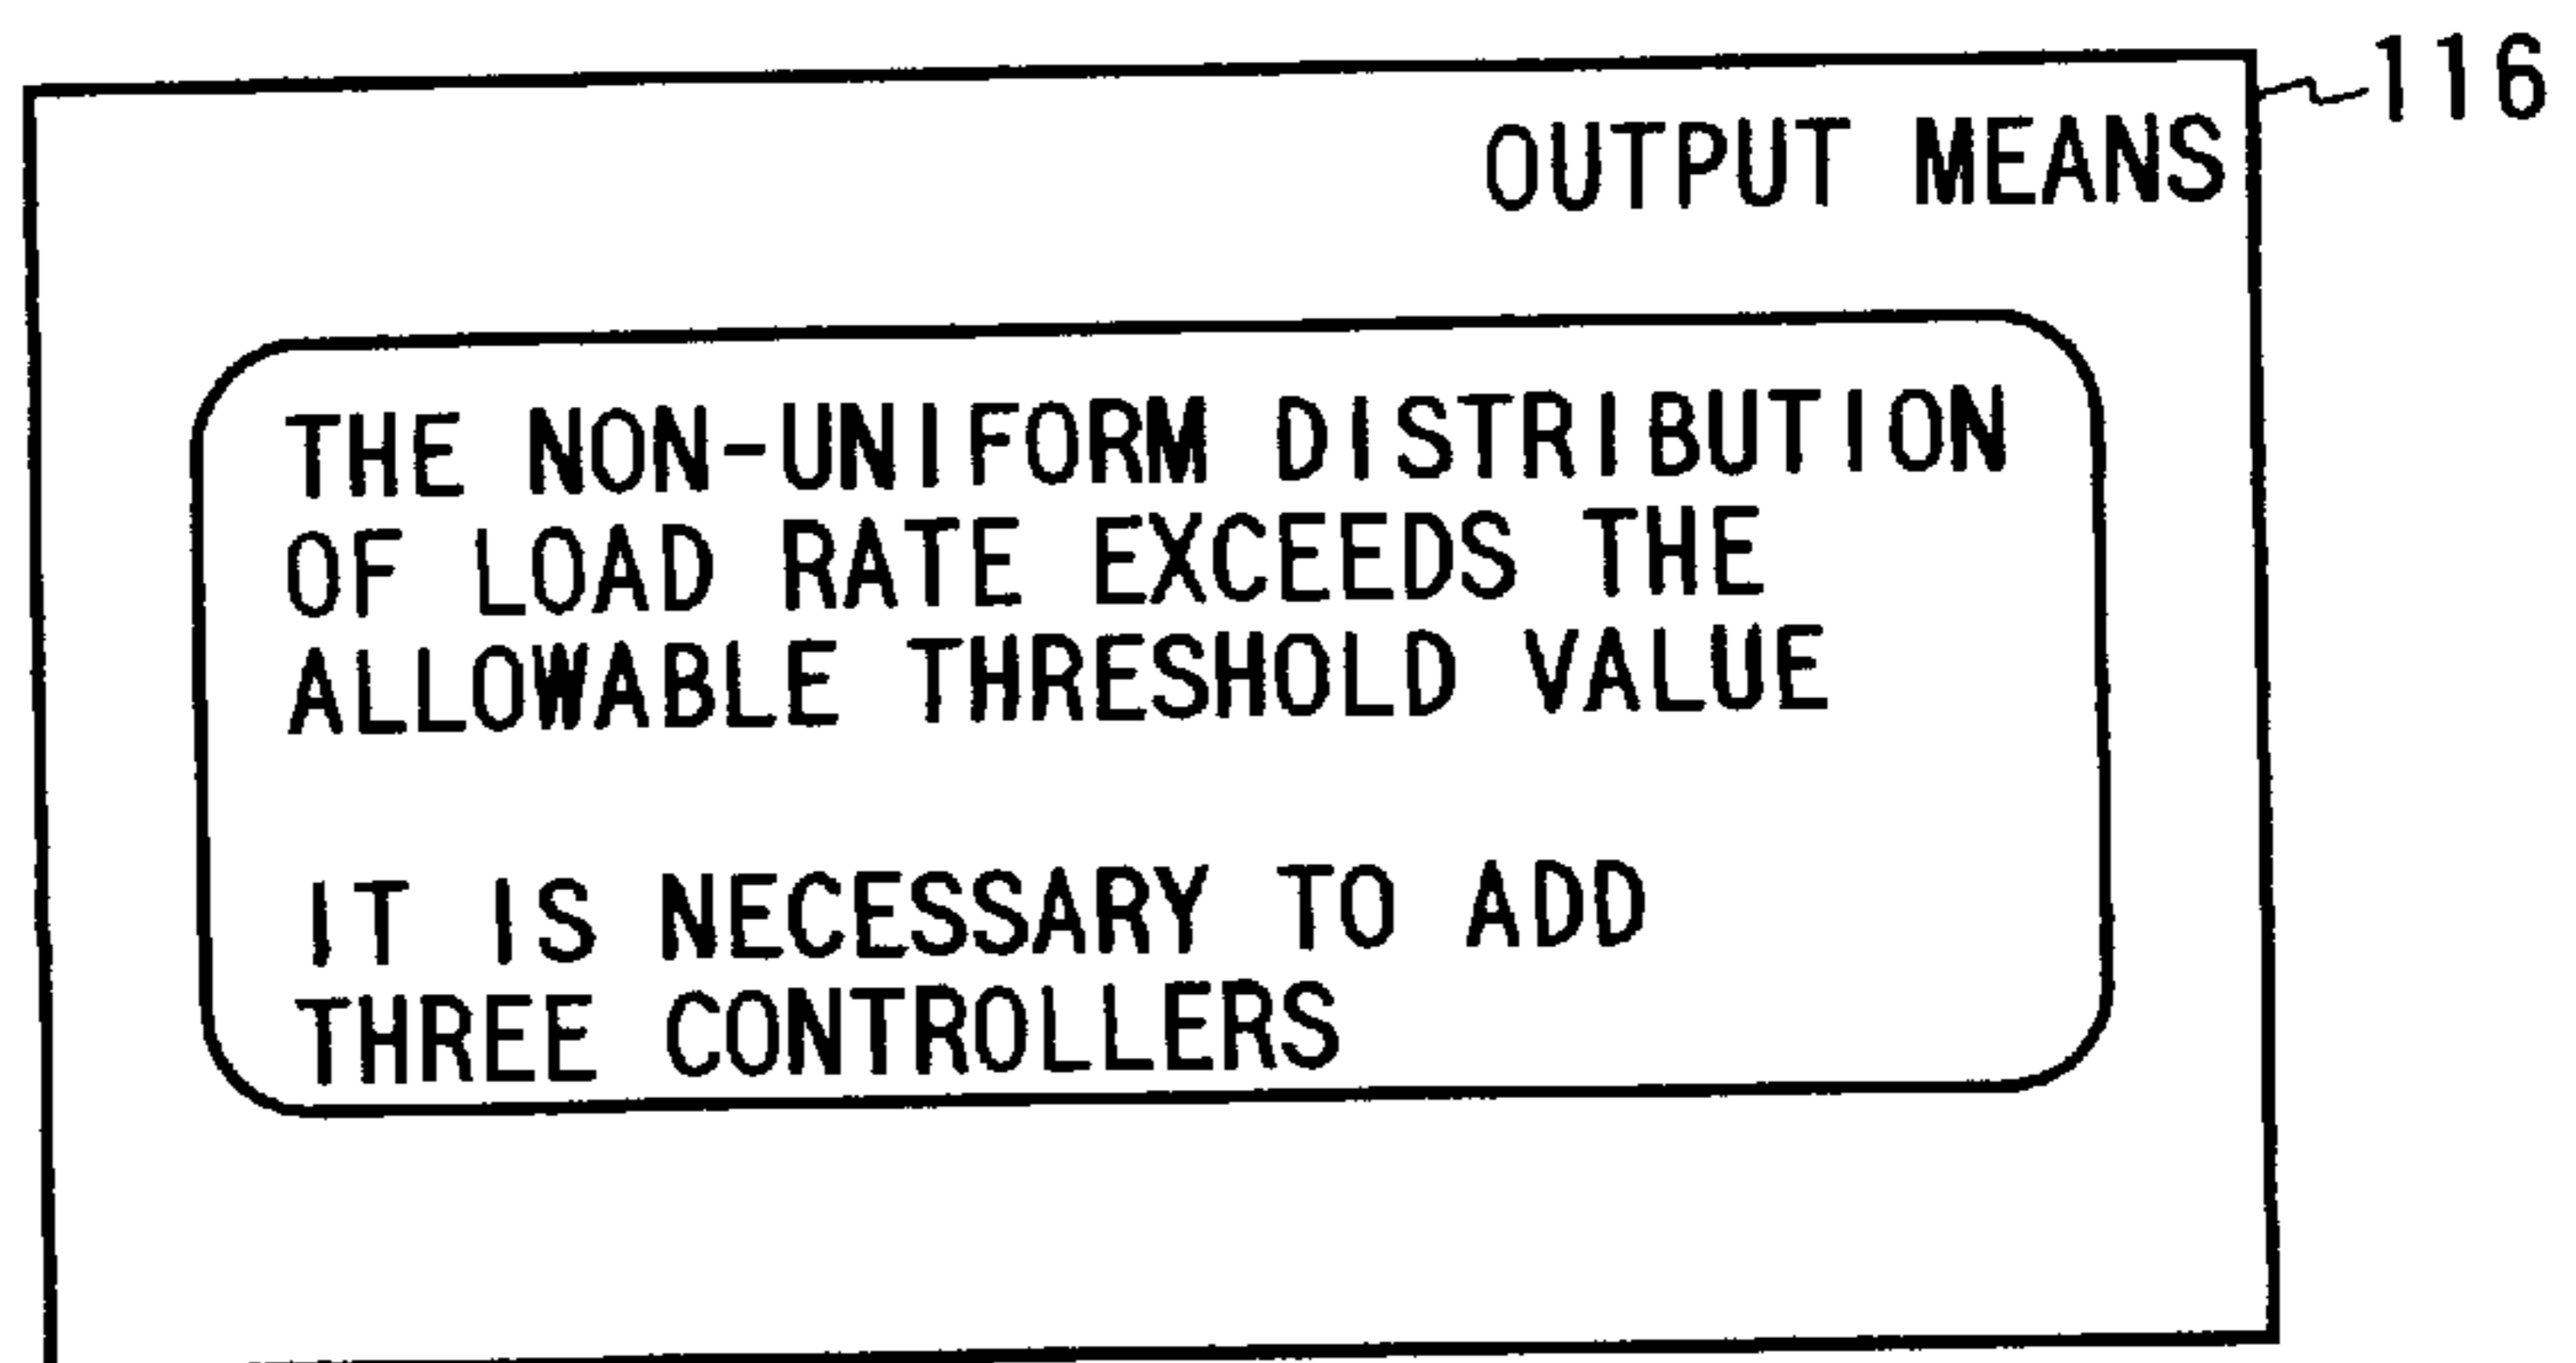 116
OUTPUT MEANS
THE NON-UNIFORM DISTRIBUTION
OF LOAD RATE EXCEEDS THE
ALLOWABLE THRESHOLD VALUE
IT IS NECESSARY TO ADD
THREE CONTROLLERS